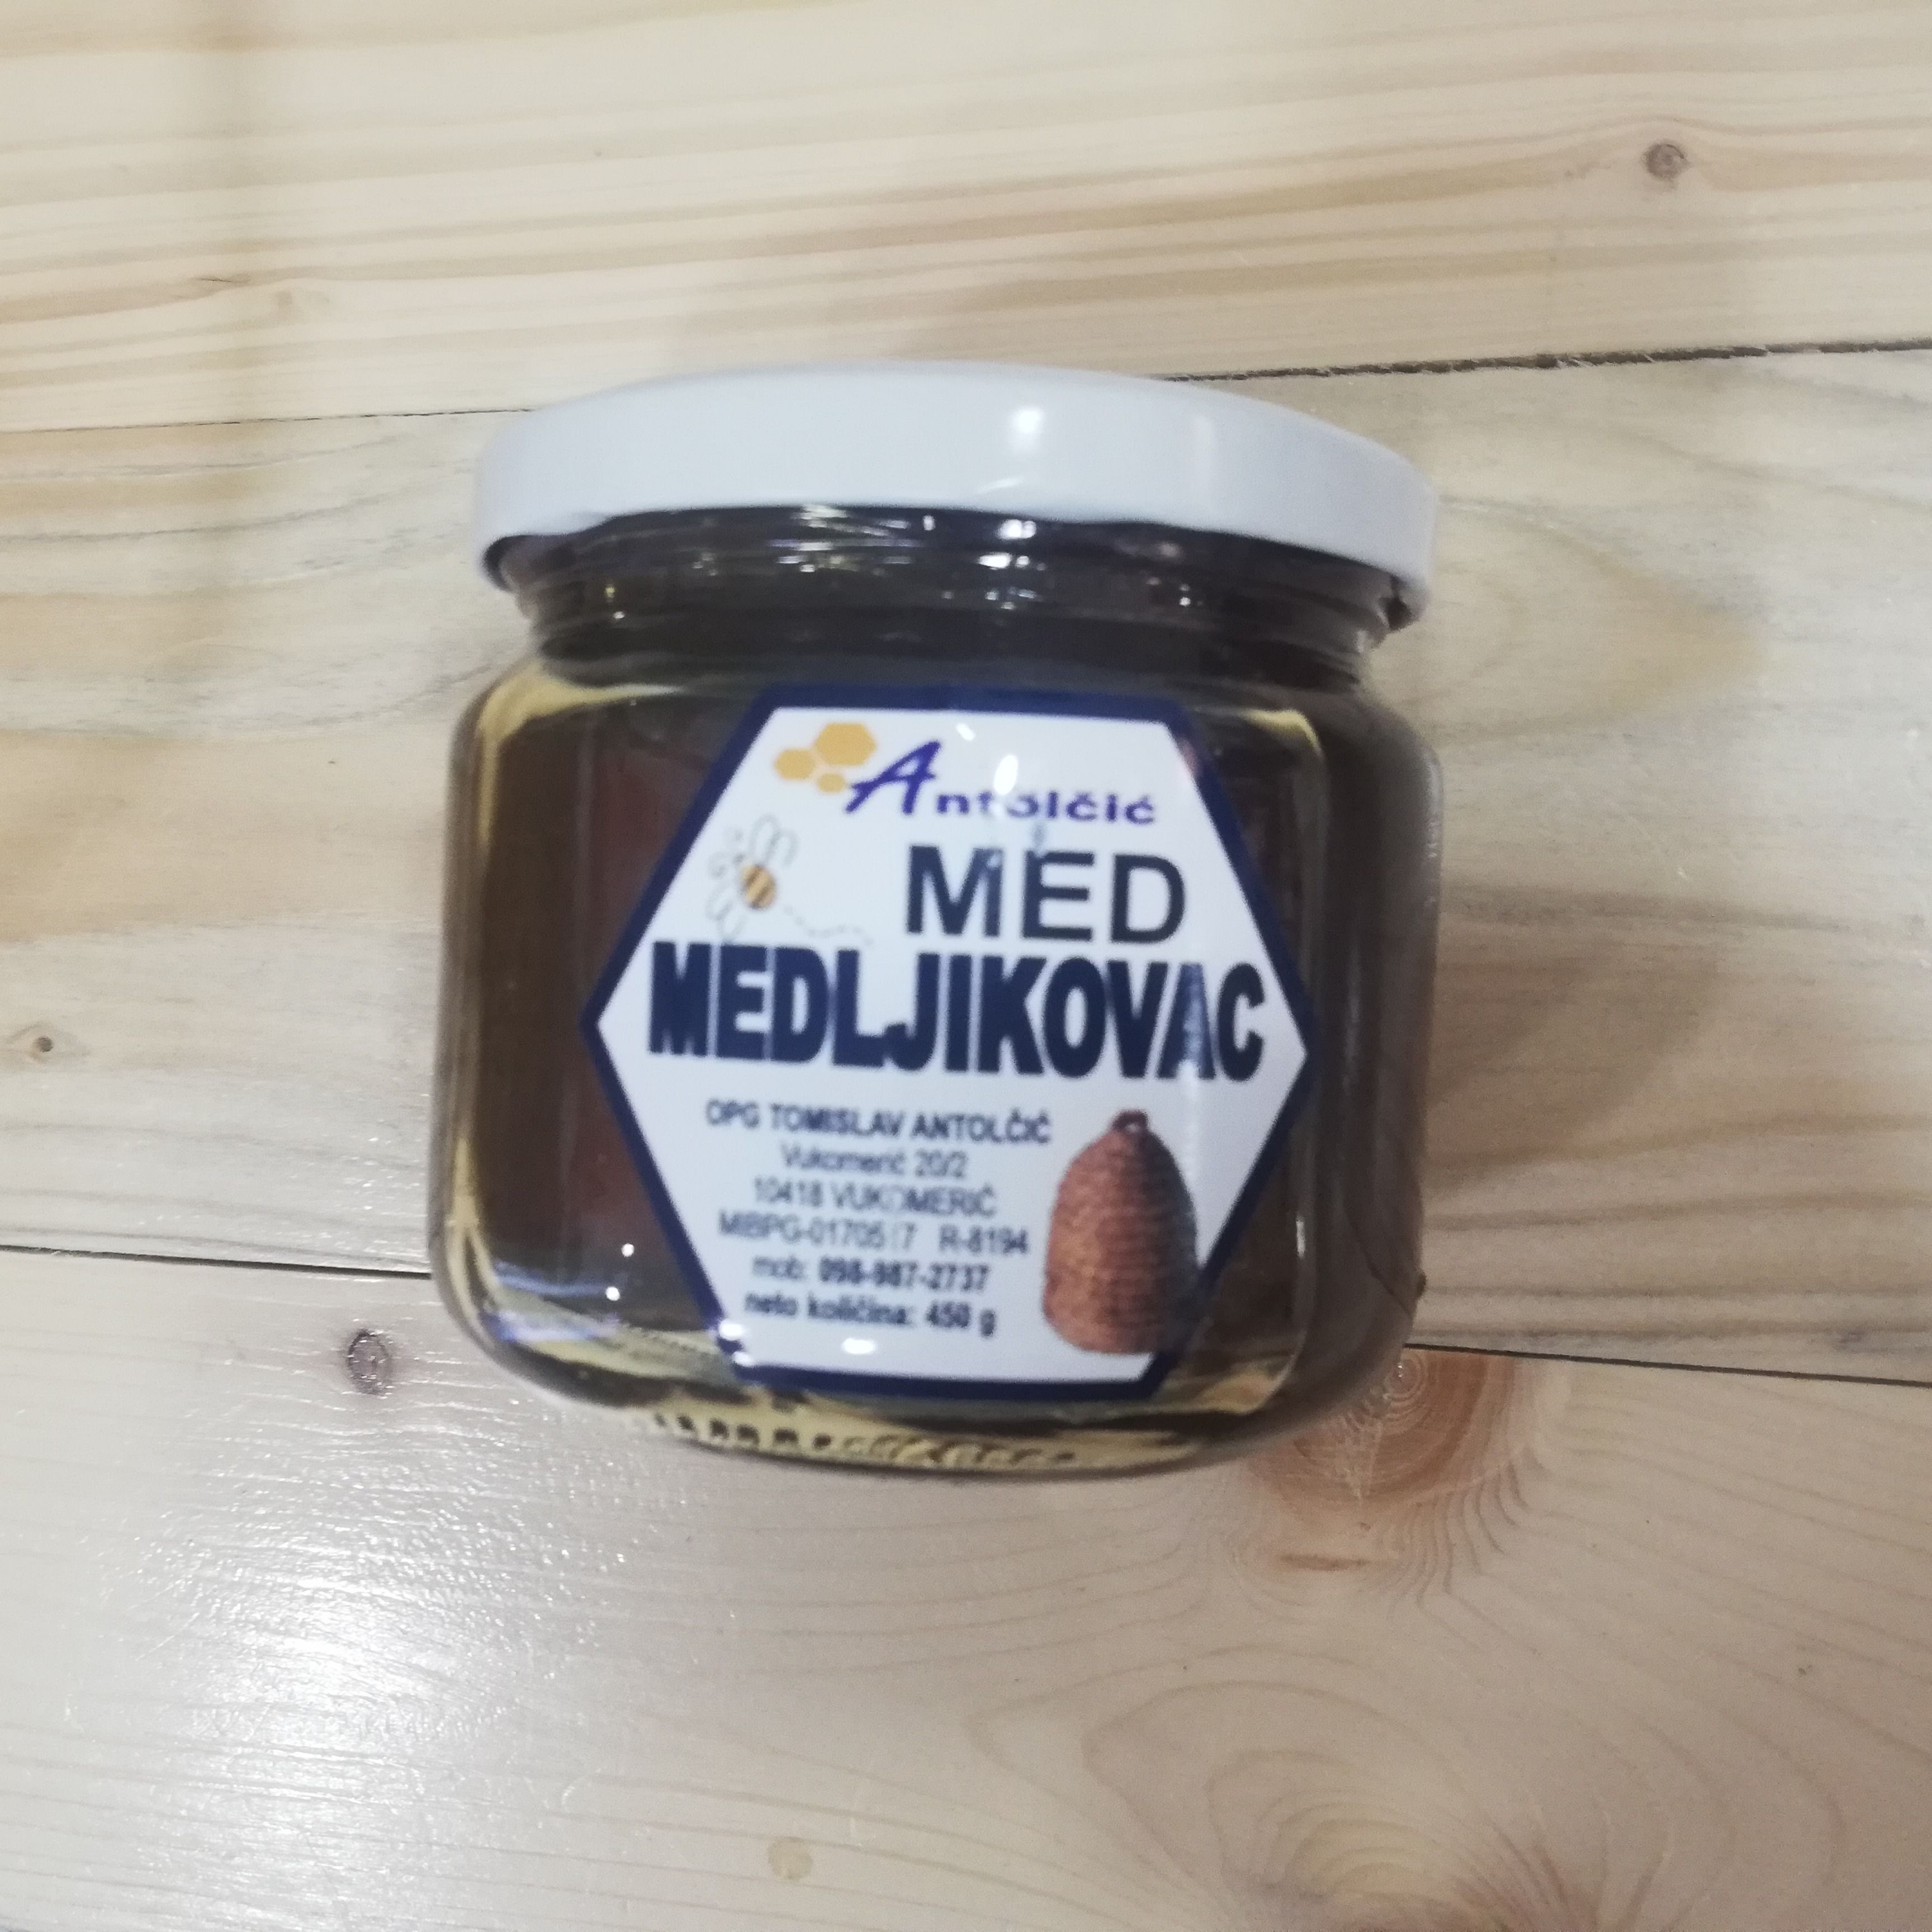 Antolčić
MED
MEDLJIKOVAC
OPG TOMISLAV ANTOLČIĆ
Vukomerić 20/2
10418 VUKOMERIĆ
R-8194
mob: 098-987-2737
neto količina: 450 g